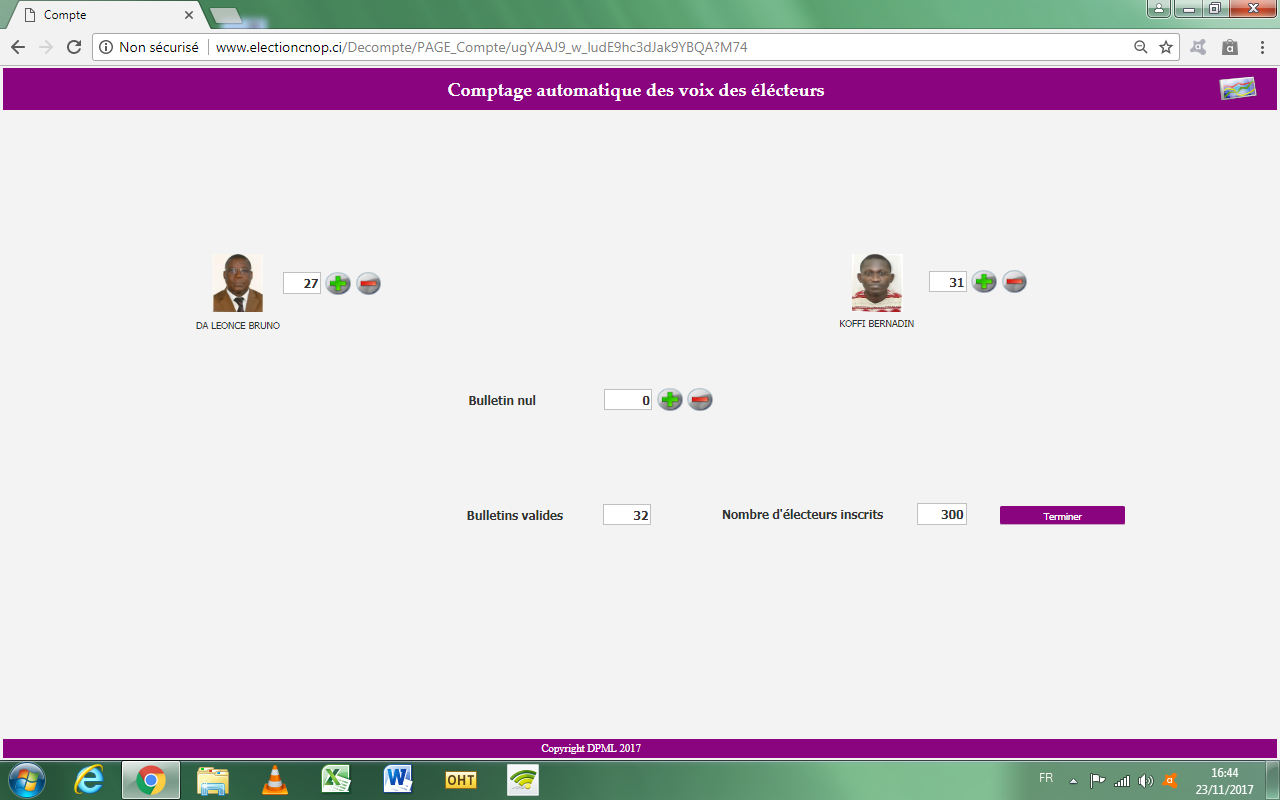 Compte
Non sécurisé
www.electioncnop.ci/Decompte/PAGE_Compte/ugYAAJ9_w_IudE9hc3dJak9YBQA?M74
Comptage automatique des voix des élécteurs
27
31
DA LEONCE BRUNO
KOFFI BERNADIN
Bulletin nul
0
Bulletins valides
32
Nombre d'électeurs inscrits
300
Terminer
Copyright DPML 2017
OHT
FR
16:44
23/11/2017